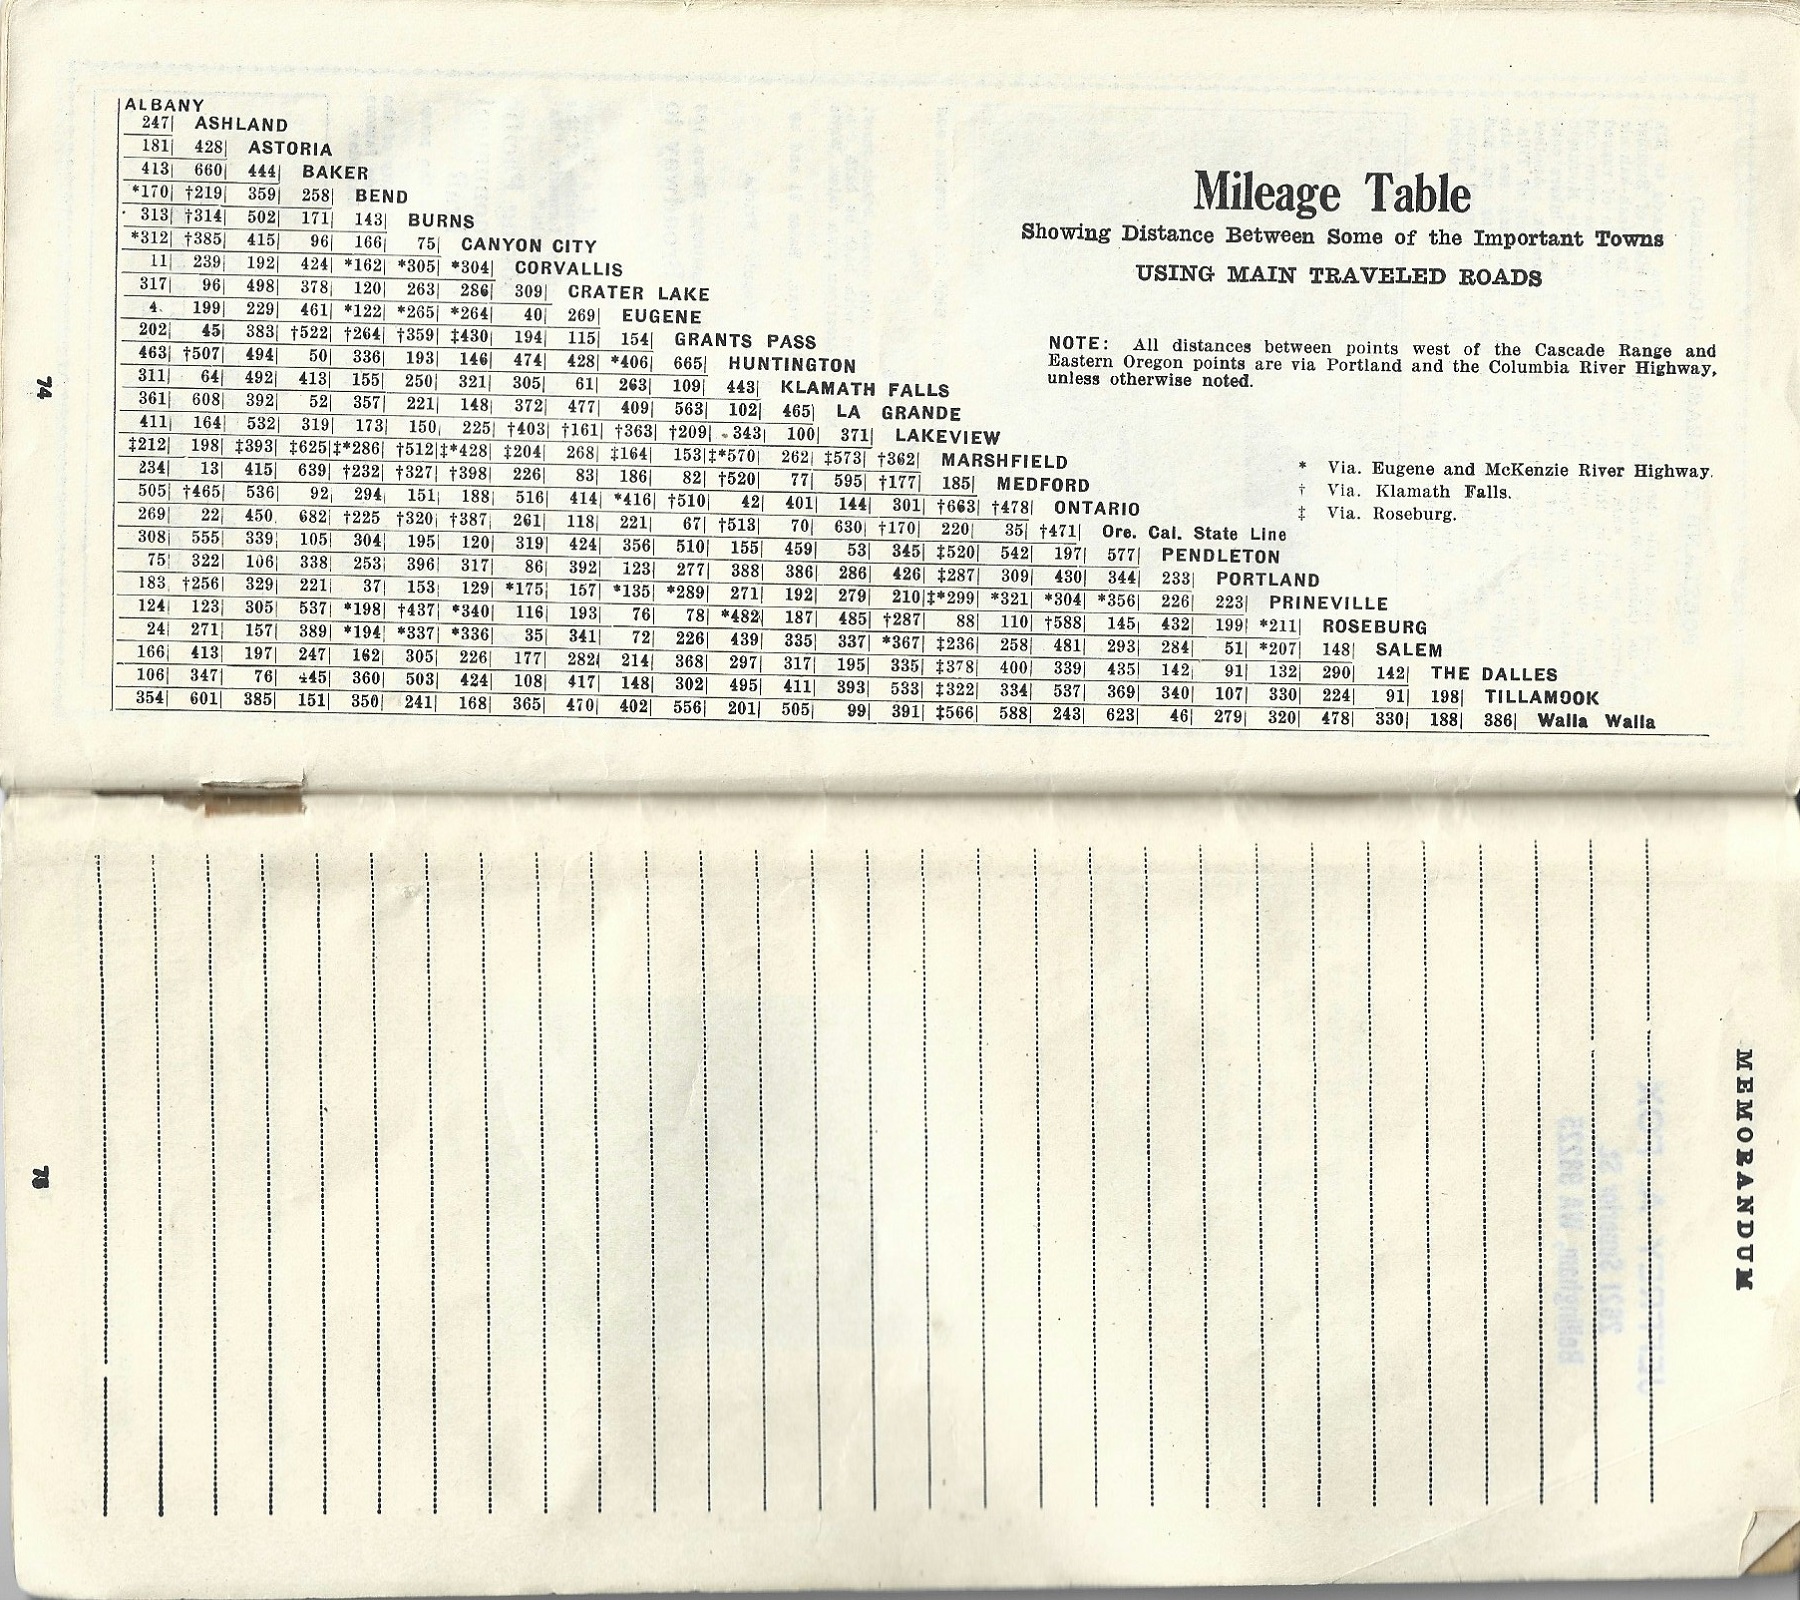 ALBANY
247| ASHLAND
181| 428| ASTORIA
413| 660| 444| BAKER
*170| †219| 359| 258| BEND
313| †314| 502| 171| 143| BURNS
*312| †385| 415| 96| 166| 75| CANYON CITY
11| 239| 192| 424| *162| *305| *304| CORVALLIS
317| 96| 498| 378| 120| 263| 286| 309| CRATER LAKE
4. 199| 229| 461| *122| *265| *264| 40| 269| EUGENE
202| 45| 383| †522| †264| †359| ‡430| 194| 115| 154| GRANTS PASS
463| †507| 494| 50| 336| 193| 146| 474| 428| *406| 665| HUNTINGTON
311| 64| 492| 413| 155| 250| 321| 305| 61| 263| 109| 443| KLAMATH FALLS
361| 608| 392| 52| 357| 221| 148| 372| 477| 409| 563| 102| 465| LA GRANDE
411| 164| 532| 319| 173| 150| 225| †403| †161| †363| †209| 343| 100| 371| LAKEVIEW
‡212| 198| ‡393| ‡625| ‡*286| †512| ‡*428| ‡204| 268| ‡164| 153| ‡*570| 262| ‡573| †362| MARSHFIELD
234| 13| 415| 639| †232| †327| †398| 226| 83| 186| 82| †520| 77| 595| †177| 185| MEDFORD
505| †465| 536| 92| 294| 151| 188| 516| 414| *416| †510| 42| 401| 144| 301| †663| †478| ONTARIO
269| 22| 450| 682| †225| †320| †387| 261| 118| 221| 67| †513| 70| 630| †170| 220| 35| †471| Ore. Cal. State Line
308| 555| 339| 105| 304| 195| 120| 319| 424| 356| 510| 155| 459| 53| 345| ‡520| 542| 197| 577| PENDLETON
75| 322| 106| 338| 253| 396| 317| 86| 392| 123| 277| 388| 386| 286| 426| ‡287| 309| 430| 344| 233| PORTLAND
183| †256| 329| 221| 37| 153| 129| *175| 157| *135| *289| 271| 192| 279| 210| ‡*299| *321| *304| *356| 226| 223| PRINEVILLE
124| 123| 305| 537| *198| †437| *340| 116| 193| 76| 78| *482| 187| 485| †287| 88| 110| †588| 145| 432| 199| *211| ROSEBURG
24| 271| 157| 389| *194| *337| *336| 35| 341| 72| 226| 439| 335| 337| *367| ‡236| 258| 481| 293| 284| 51| *207| 148| SALEM
166| 413| 197| 247| 162| 305| 226| 177| 282| 214| 368| 297| 317| 195| 335| ‡378| 400| 339| 435| 142| 91| 132| 290| 142| THE DALLES
106| 347| 76| 445| 360| 503| 424| 108| 417| 148| 302| 495| 411| 393| 533| ‡322| 334| 537| 369| 340| 107| 330| 224| 91| 198| TILLAMOOK
354| 601| 385| 151| 350| 241| 168| 365| 470| 402| 556| 201| 505| 99| 391| ‡566| 588| 243| 623| 46| 279| 320| 478| 330| 188| 386| Walla Walla
Mileage Table
Showing Distance Between Some of the Important Towns
USING MAIN TRAVELED ROADS
NOTE: All distances between points west of the Cascade Range and
Eastern Oregon points are via Portland and the Columbia River Highway,
unless otherwise noted.
* Via. Eugene and McKenzie River Highway.
† Via. Klamath Falls.
‡ Via. Roseburg.
74
MEMORANDUM